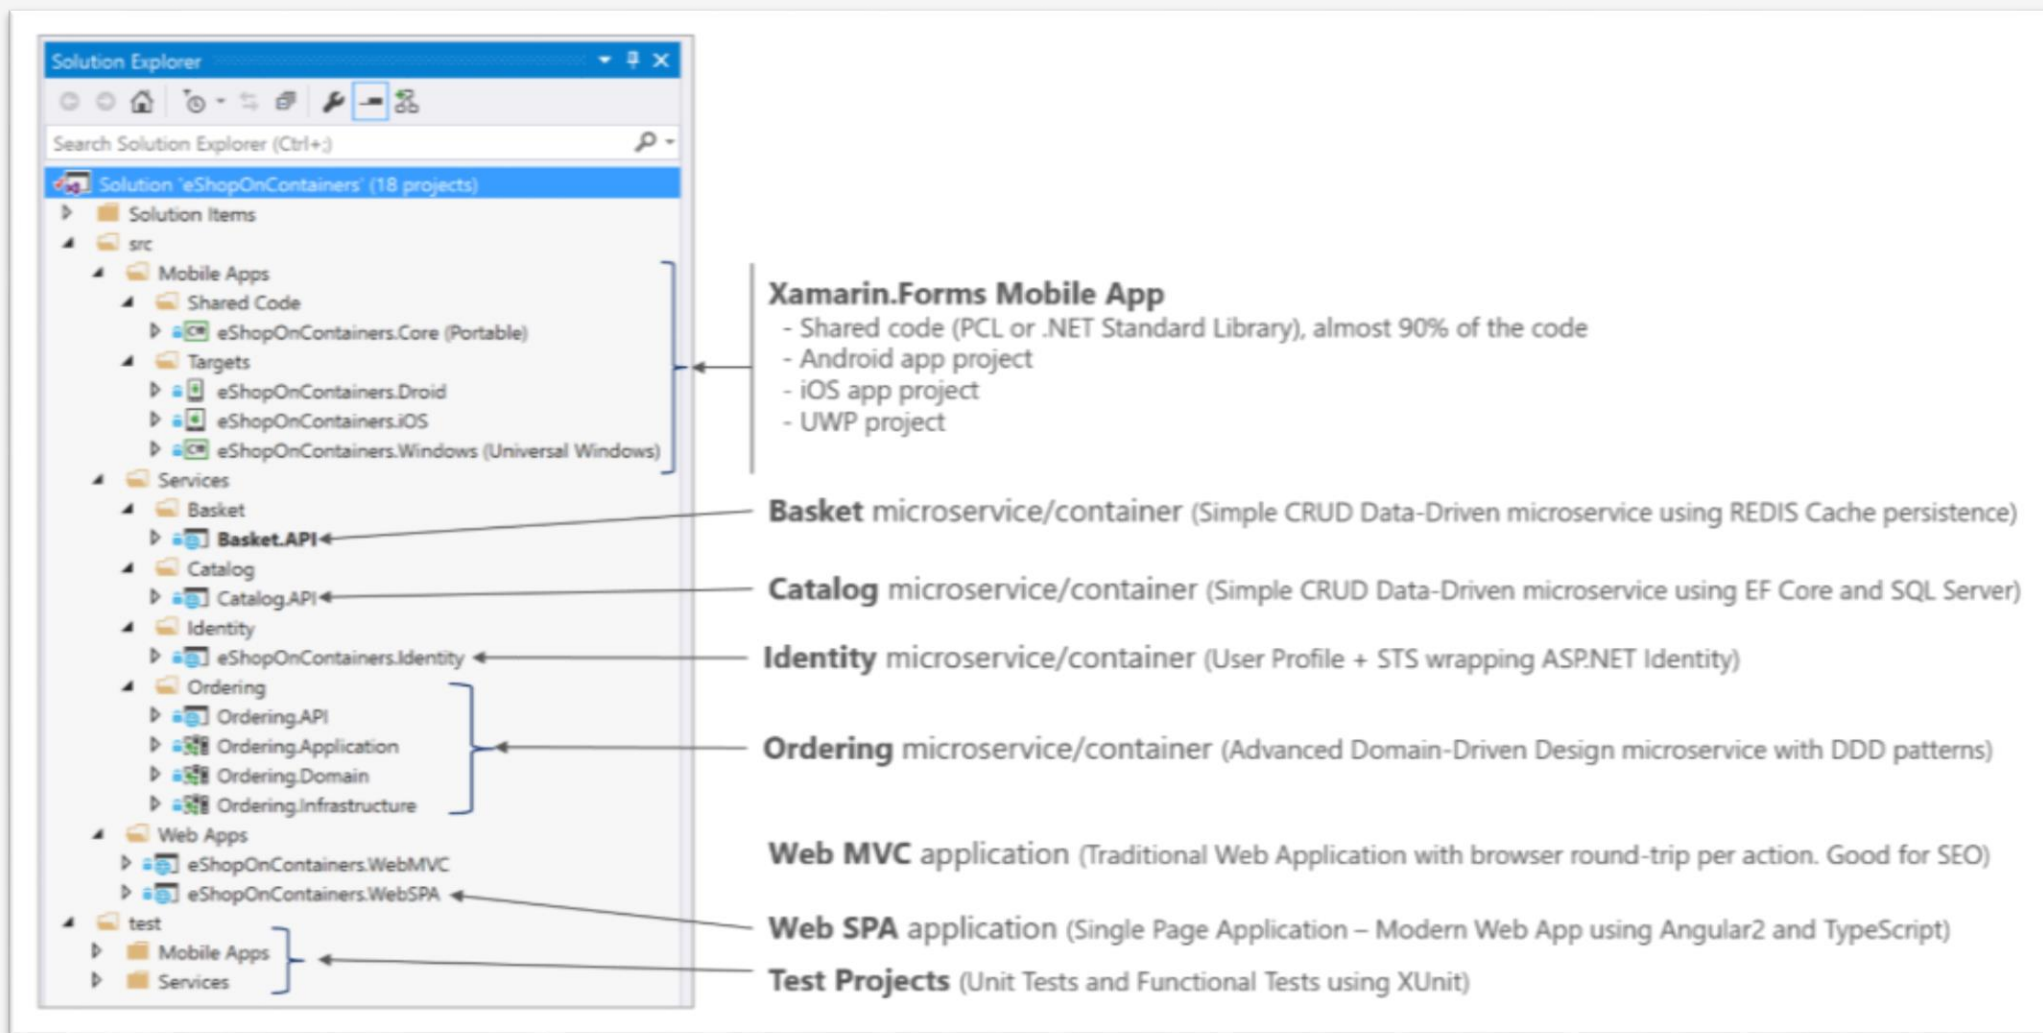 Solution Explorer
Search Solution Explorer (Ctrl+;)
Solution 'eShopOnContainers' (18 projects)
Solution Items
src
Mobile Apps
Shared Code
eShopOnContainers.Core (Portable)
Targets
eShopOnContainers.Droid
eShopOnContainers.iOS
eShopOnContainers.Windows (Universal Windows)
Services
Basket
Basket.API
Catalog
Catalog.API
Identity
eShopOnContainers.Identity
Ordering
Ordering.API
Ordering.Application
Ordering.Domain
Ordering.Infrastructure
Web Apps
eShopOnContainers.WebMVC
eShopOnContainers.WebSPA
test
Mobile Apps
Services
Xamarin.Forms Mobile App
- Shared code (PCL or .NET Standard Library), almost 90% of the code
- Android app project
- iOS app project
- UWP project
Basket microservice/container (Simple CRUD Data-Driven microservice using REDIS Cache persistence)
Catalog microservice/container (Simple CRUD Data-Driven microservice using EF Core and SQL Server)
Identity microservice/container (User Profile + STS wrapping ASP.NET Identity)
Ordering microservice/container (Advanced Domain-Driven Design microservice with DDD patterns)
Web MVC application (Traditional Web Application with browser round-trip per action. Good for SEO)
Web SPA application (Single Page Application – Modern Web App using Angular2 and TypeScript)
Test Projects (Unit Tests and Functional Tests using XUnit)